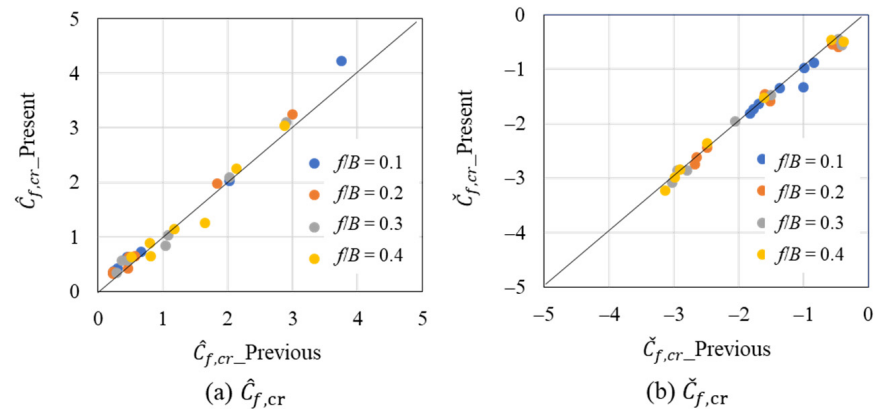 5
4
3
2
1
0
0 1 2 3 4 5
Ĉf,cr_Present
Ĉf,cr_Previous
f/B = 0.1
f/B = 0.2
f/B = 0.3
f/B = 0.4
(a) Ĉf,cr
0
−1
−2
−3
−4
−5
−5 −4 −3 −2 −1 0
Čf,cr_Present
Čf,cr_Previous
f/B = 0.1
f/B = 0.2
f/B = 0.3
f/B = 0.4
(b) Čf,cr